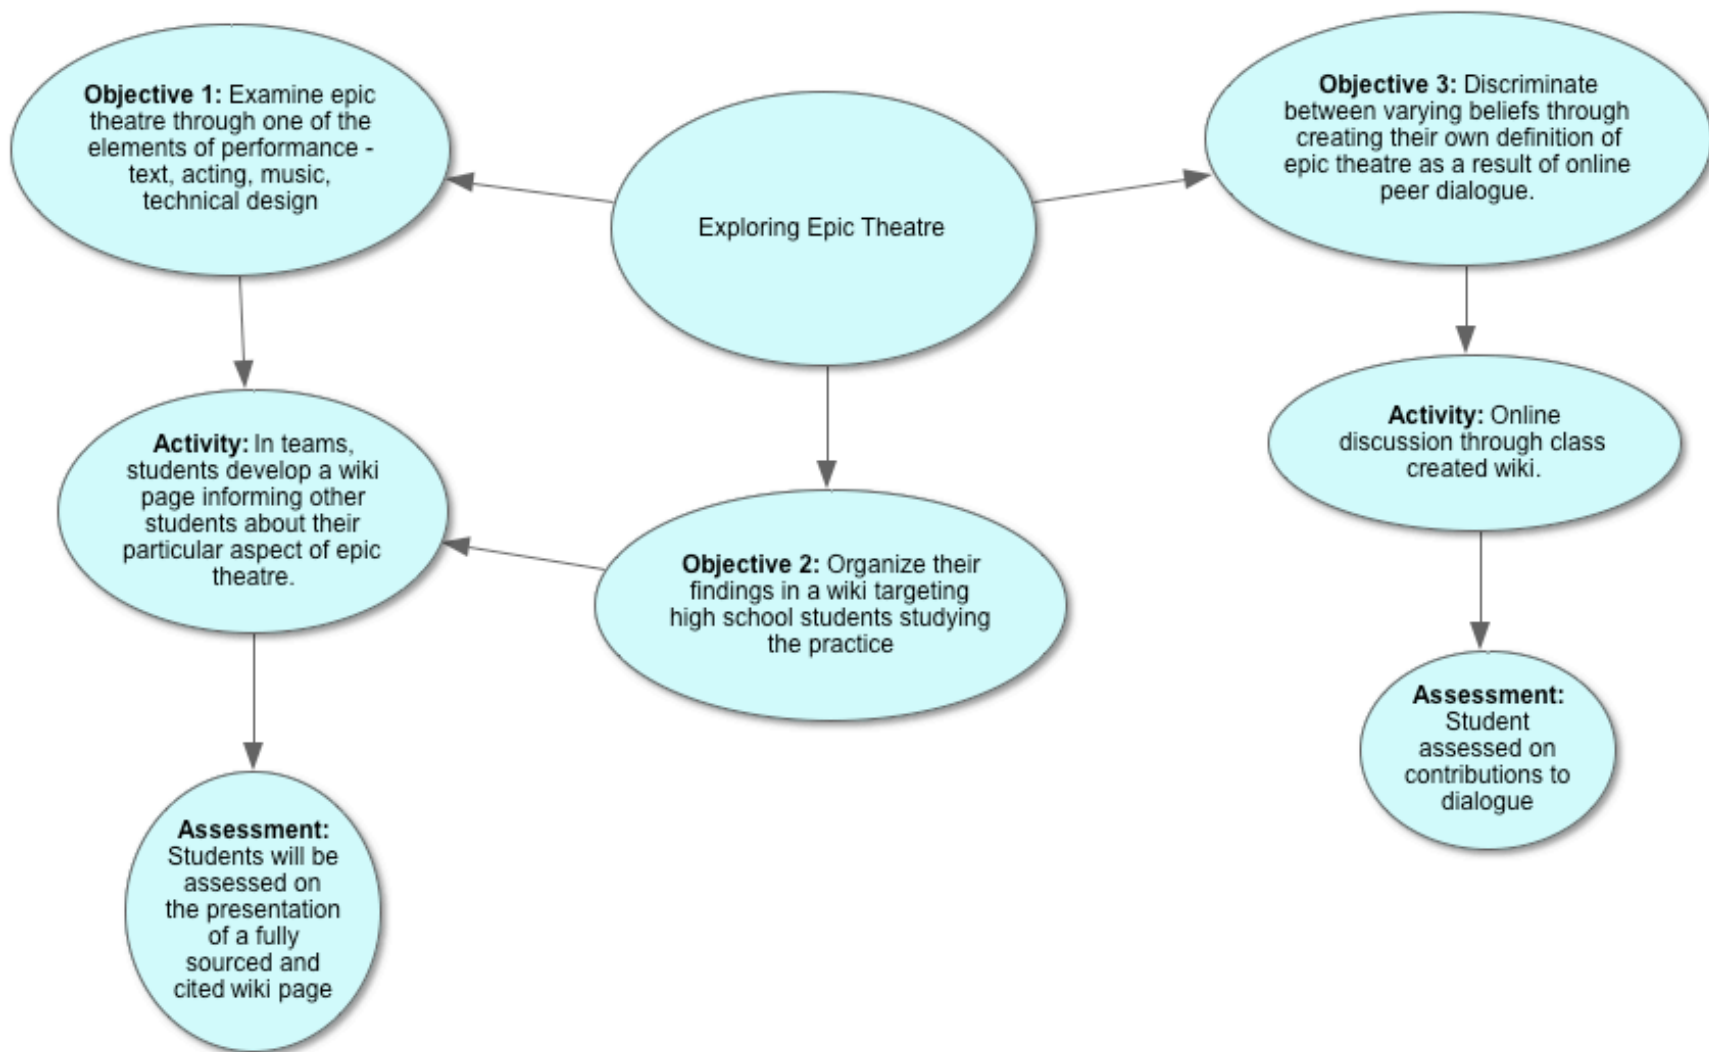 Objective 1: Examine epic
theatre through one of the
elements of performance -
text, acting, music,
technical design
Exploring Epic Theatre
Objective 3: Discriminate
between varying beliefs through
creating their own definition of
epic theatre as a result of online
peer dialogue.
Activity: In teams,
students develop a wiki
page informing other
students about their
particular aspect of epic
theatre.
Objective 2: Organize their
findings in a wiki targeting
high school students studying
the practice
Activity: Online
discussion through class
created wiki.
Assessment:
Students will be
assessed on
the presentation
of a fully
sourced and
cited wiki page
Assessment:
Student
assessed on
contributions to
dialogue